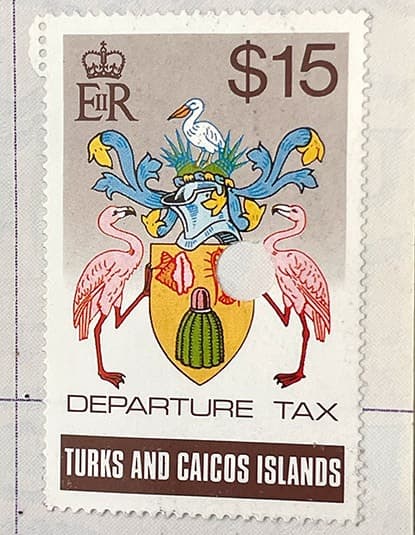 EIIR
$15
DEPARTURE TAX
TURKS AND CAICOS ISLANDS